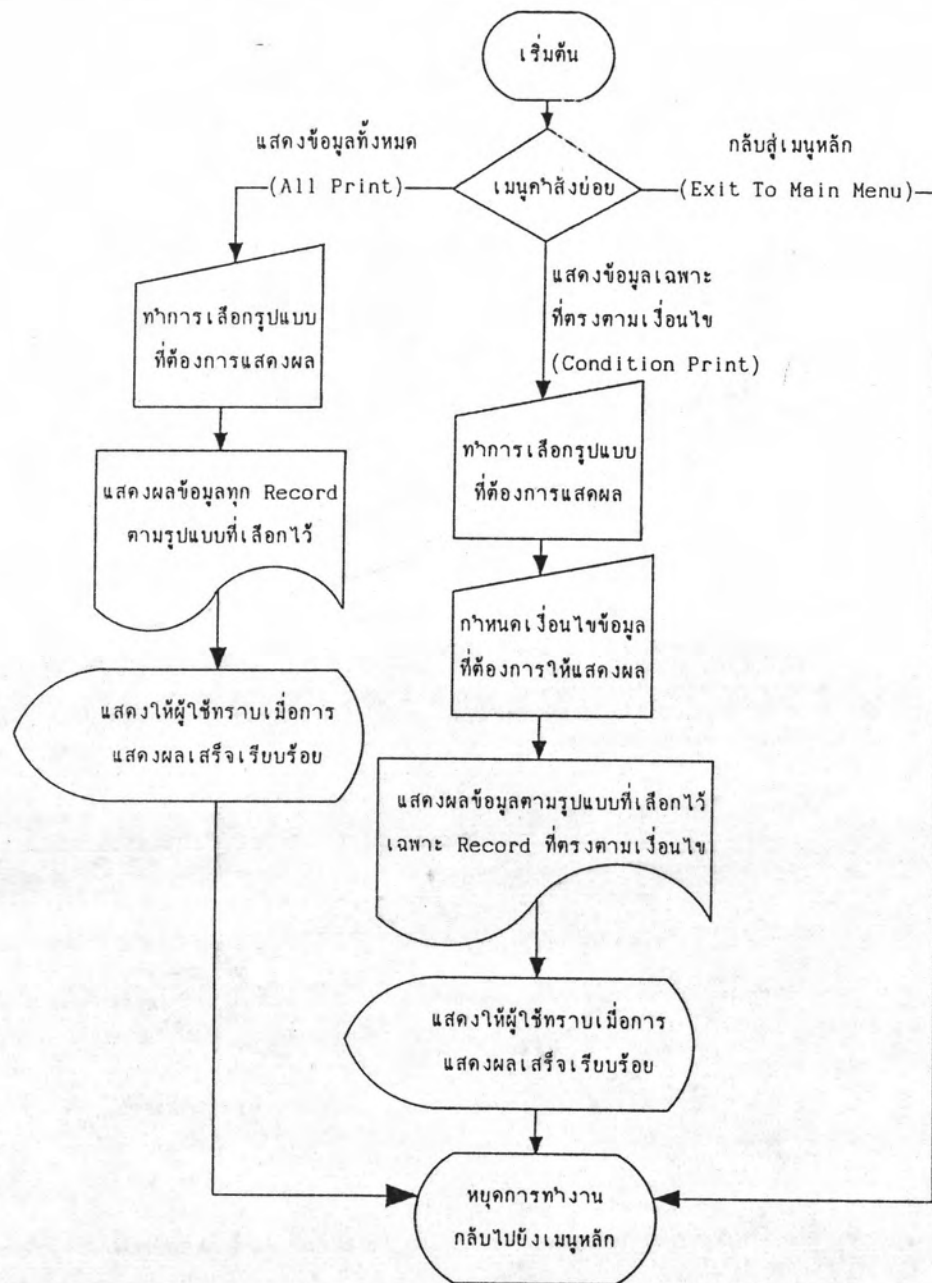 เริ่มต้น
แสดงข้อมูลทั้งหมด
(All Print)
เมนูคำสั่งย่อย
กลับสู่เมนูหลัก
(Exit To Main Menu)
แสดงข้อมูลเฉพาะ
ที่ตรงตามเงื่อนไข
(Condition Print)
ทำการเลือกรูปแบบ
ที่ต้องการแสดงผล
แสดงผลข้อมูลทุก Record
ตามรูปแบบที่เลือกไว้
แสดงให้ผู้ใช้ทราบเมื่อการ
แสดงผลเสร็จเรียบร้อย
ทำการเลือกรูปแบบ
ที่ต้องการแสดผล
กำหนดเงื่อนไขข้อมูล
ที่ต้องการให้แสดงผล
แสดงผลข้อมูลตามรูปแบบที่เลือกไว้
เฉพาะ Record ที่ตรงตามเงื่อนไข
แสดงให้ผู้ใช้ทราบเมื่อการ
แสดงผลเสร็จเรียบร้อย
หยุดการทำงาน
กลับไปยังเมนูหลัก